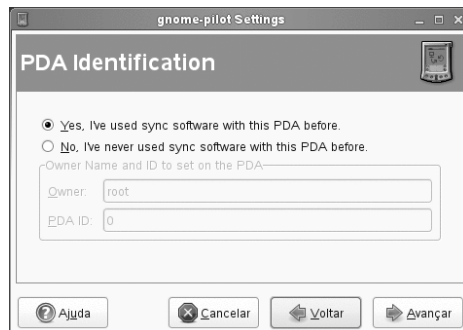 gnome-pilot Settings
PDA Identification
Yes, I've used sync software with this PDA before.
No, I've never used sync software with this PDA before.
Owner Name and ID to set on the PDA
Owner: root
PDA ID: 0
Ajuda
Cancelar
Voltar
Avançar